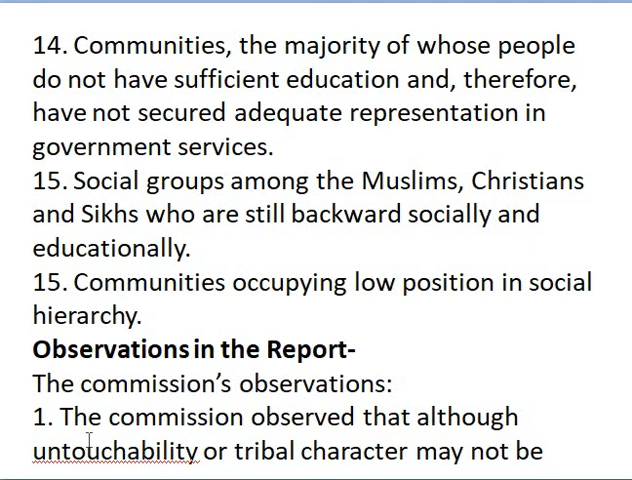 14. Communities, the majority of whose people
do not have sufficient education and, therefore,
have not secured adequate representation in
government services.
15. Social groups among the Muslims, Christians
and Sikhs who are still backward socially and
educationally.
15. Communities occupying low position in social
hierarchy.
Observations in the Report-
The commission’s observations:
1. The commission observed that although
untouchability or tribal character may not be